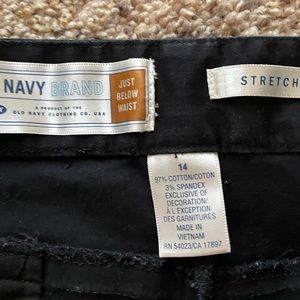 NAVY BRAND
A PRODUCT OF THE
OLD NAVY CLOTHING CO. USA
JUST
BELOW
WAIST
STRETCH
14
97% COTTON/COTON
3% SPANDEX
EXCLUSIVE OF
DECORATION/
À L'EXCEPTION
DES GARNITURES
MADE IN
VIETNAM
RN 54023/CA 17897